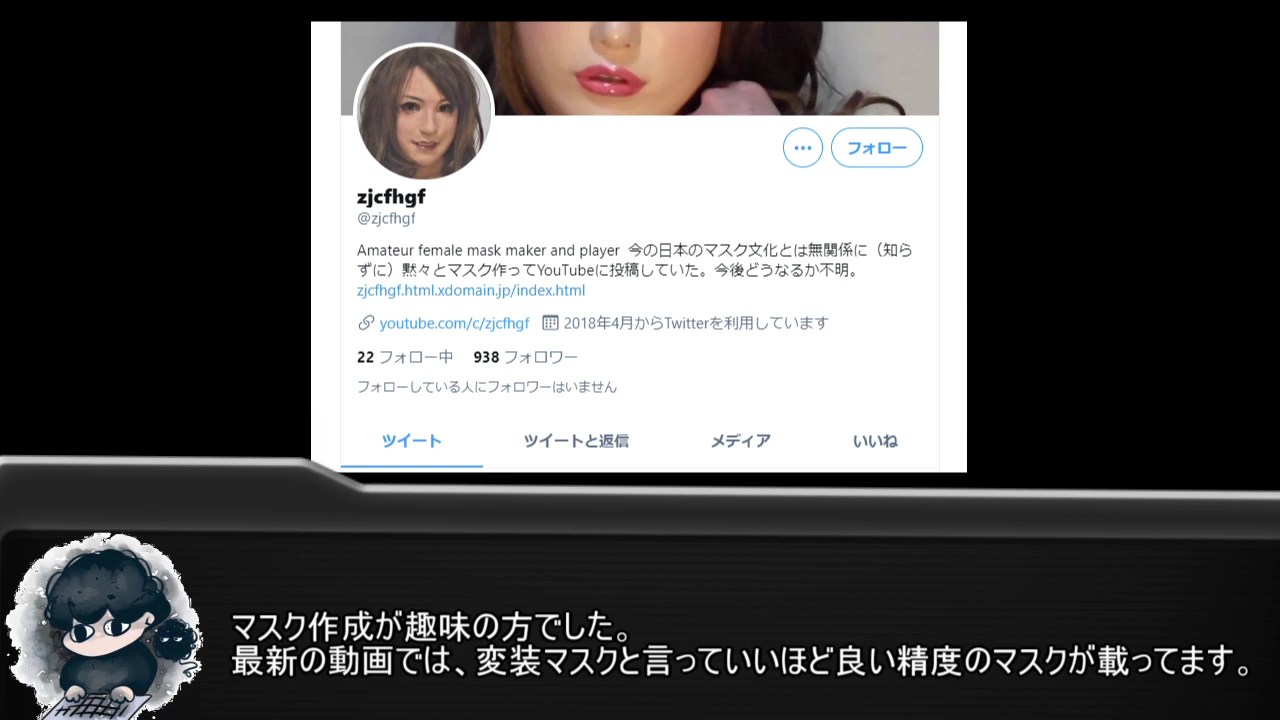 フォロー
zjcfhgf
@zjcfhgf
Amateur female mask maker and player 今の日本のマスク文化とは無関係に（知ら
ずに）黙々とマスク作ってYouTubeに投稿していた。今後どうなるか不明。
zjcfhgf.html.xdomain.jp/index.html
youtube.com/c/zjcfhgf 2018年4月からTwitterを利用しています
22 フォロー中 938 フォロワー
フォローしている人にフォロワーはいません
ツイート ツイートと返信 メディア いいね
マスク作成が趣味の方でした。
最新の動画では、変装マスクと言っていいほど良い精度のマスクが載ってます。